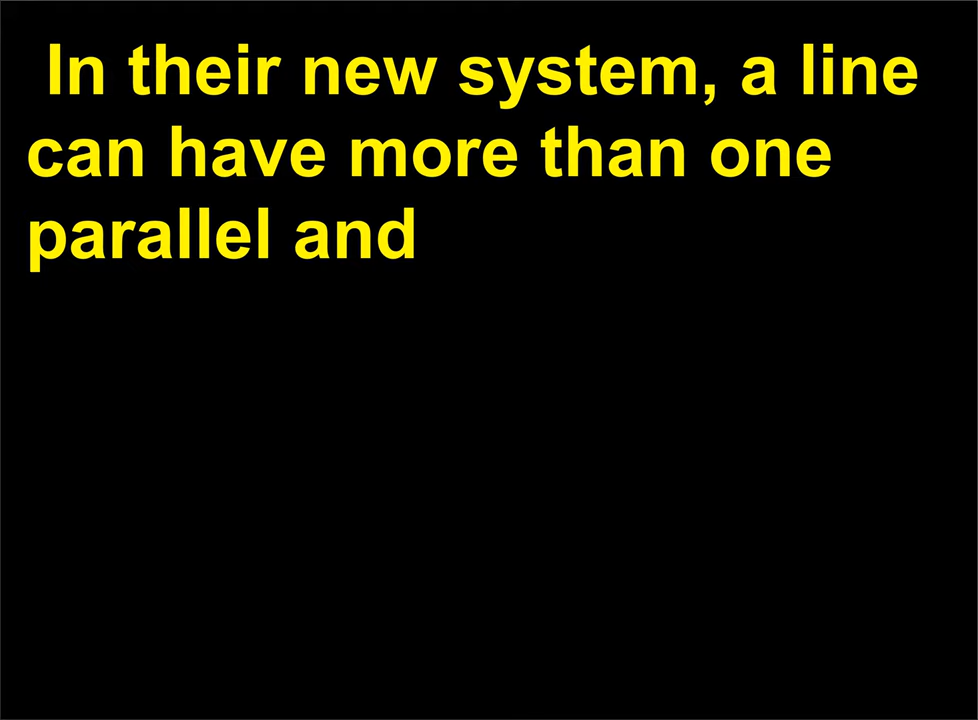 In their new system, a line
can have more than one
parallel and